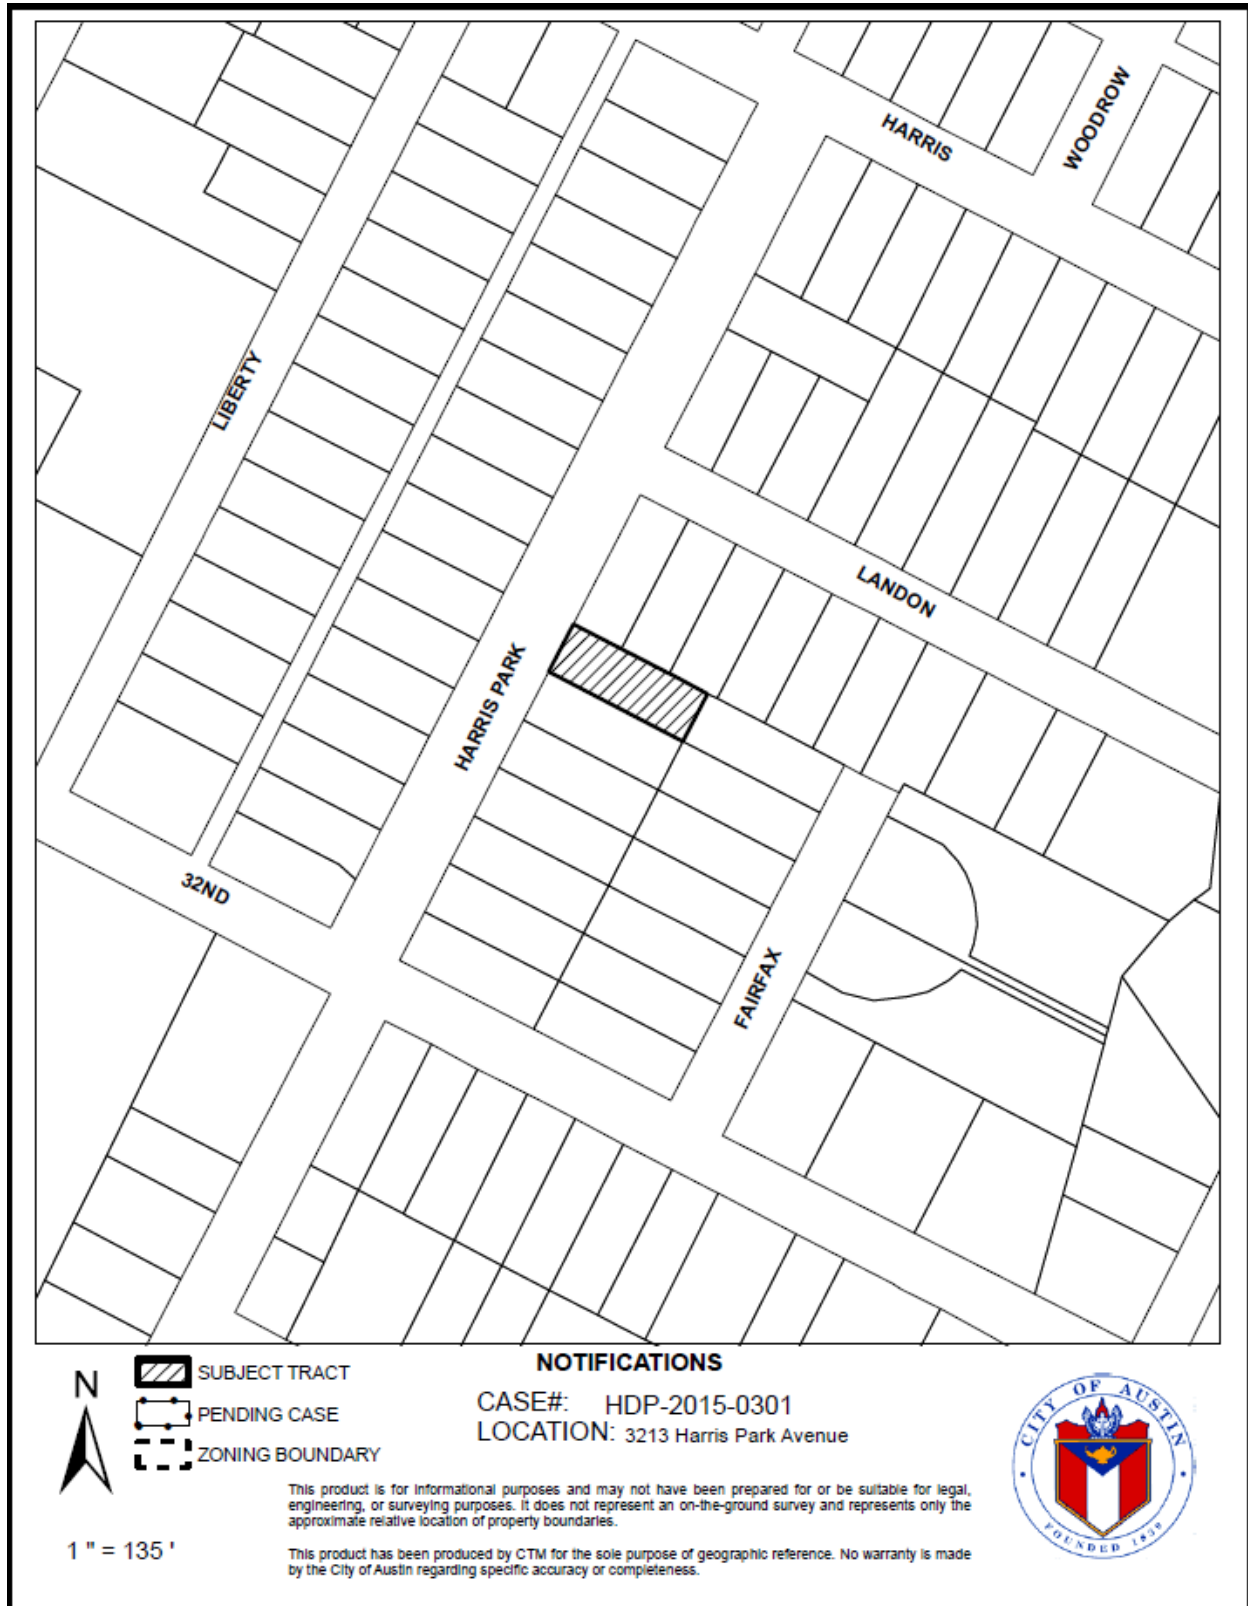 HARRIS
WOODROW
LIBERTY
LANDON
HARRIS PARK
32ND
FAIRFAX
N
SUBJECT TRACT
PENDING CASE
ZONING BOUNDARY
1 " = 135 '
NOTIFICATIONS
CASE#: HDP-2015-0301
LOCATION: 3213 Harris Park Avenue
This product is for informational purposes and may not have been prepared for or be suitable for legal,
engineering, or surveying purposes. It does not represent an on-the-ground survey and represents only the
approximate relative location of property boundaries.
This product has been produced by CTM for the sole purpose of geographic reference. No warranty is made
by the City of Austin regarding specific accuracy or completeness.
CITY OF AUSTIN
FOUNDED 1839